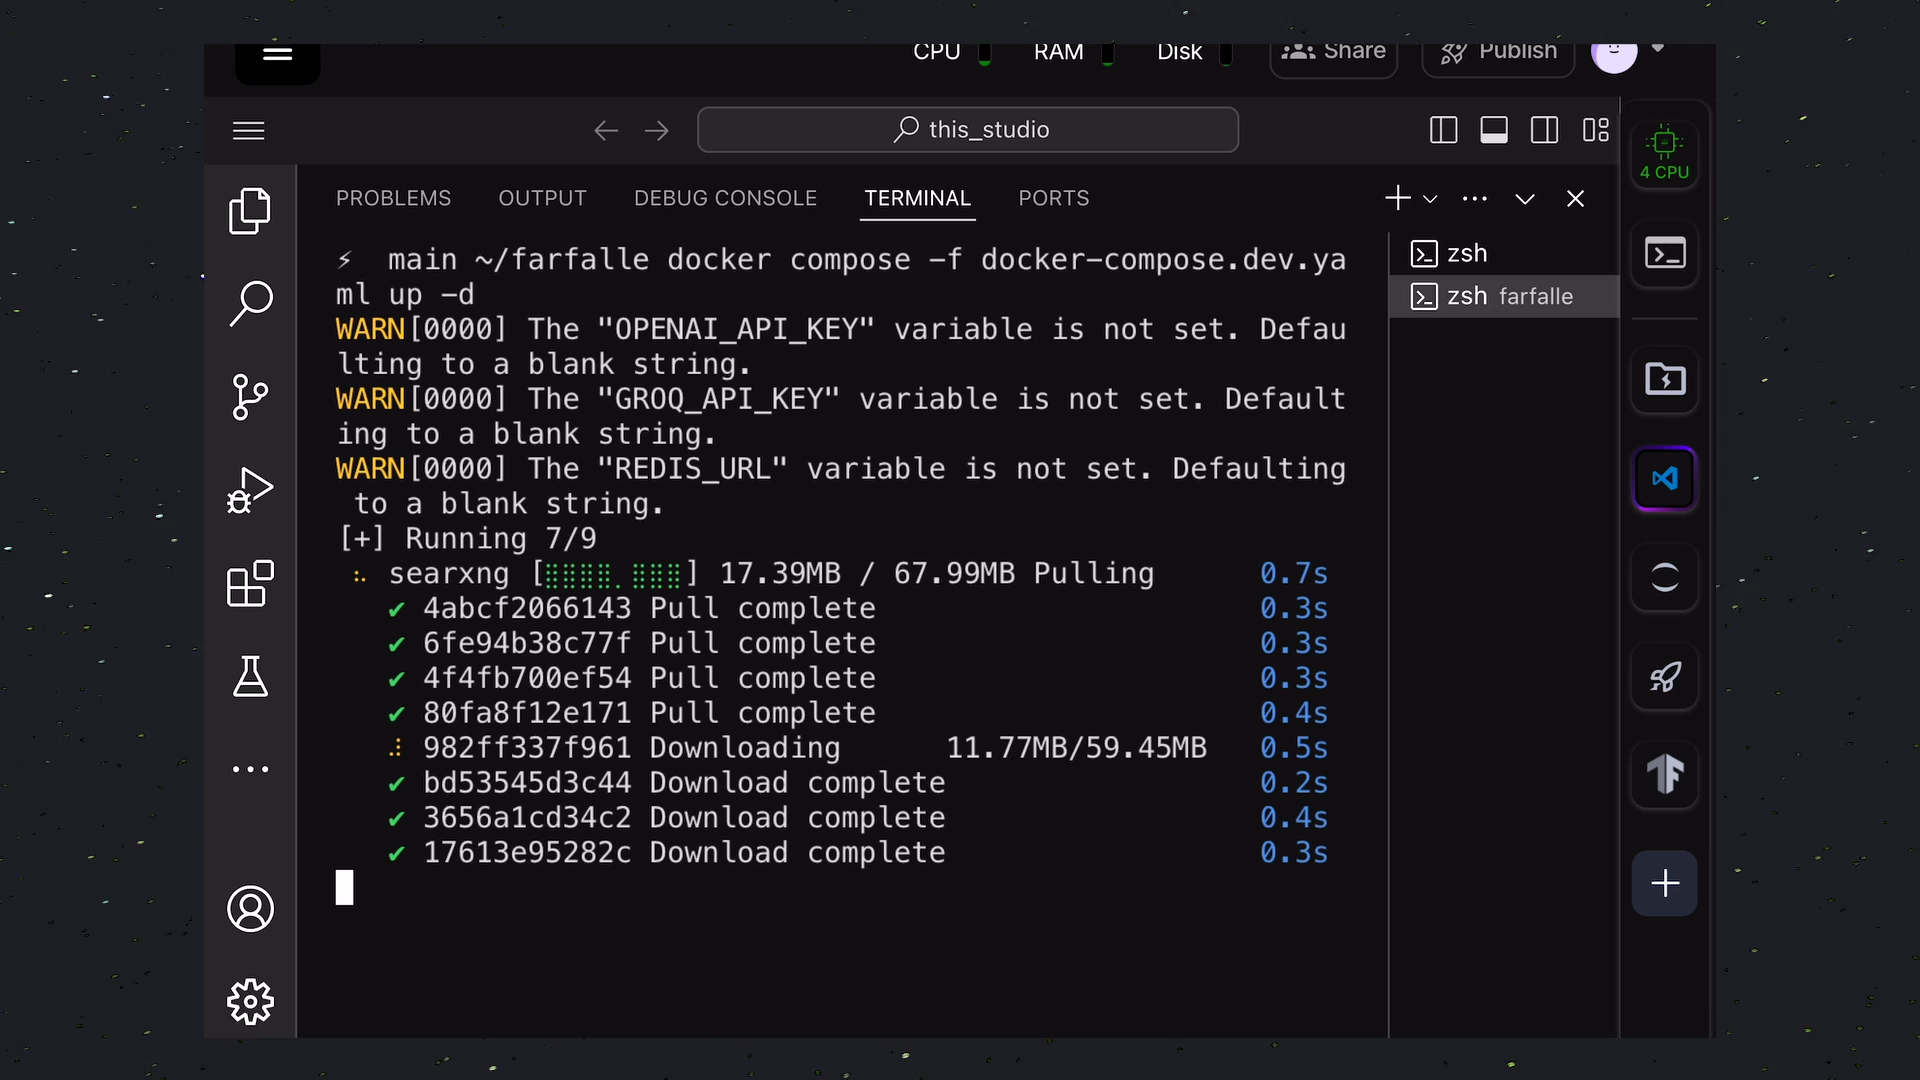 CPU RAM Disk Share Publish
this_studio
4 CPU
PROBLEMS OUTPUT DEBUG CONSOLE TERMINAL PORTS
zsh
zsh farfalle
⚡ main ~/farfalle docker compose -f docker-compose.dev.ya
ml up -d
WARN[0000] The "OPENAI_API_KEY" variable is not set. Defau
lting to a blank string.
WARN[0000] The "GROQ_API_KEY" variable is not set. Default
ing to a blank string.
WARN[0000] The "REDIS_URL" variable is not set. Defaulting
to a blank string.
[+] Running 7/9
searxng [⣿⣿⣿⣿⣀⣿⣿⣿] 17.39MB / 67.99MB Pulling 0.7s
✔ 4abcf2066143 Pull complete 0.3s
✔ 6fe94b38c77f Pull complete 0.3s
✔ 4f4fb700ef54 Pull complete 0.3s
✔ 80fa8f12e171 Pull complete 0.4s
982ff337f961 Downloading 11.77MB/59.45MB 0.5s
✔ bd53545d3c44 Download complete 0.2s
✔ 3656a1cd34c2 Download complete 0.4s
✔ 17613e95282c Download complete 0.3s